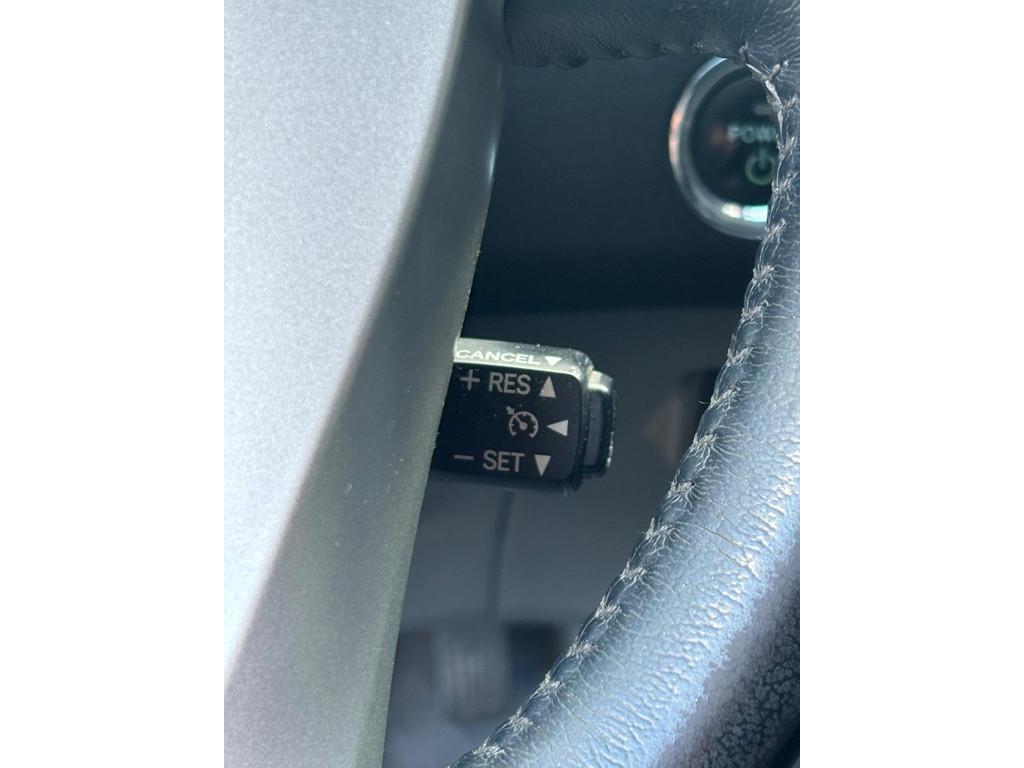 CANCEL ▼
+ RES ▲
◀
− SET ▼